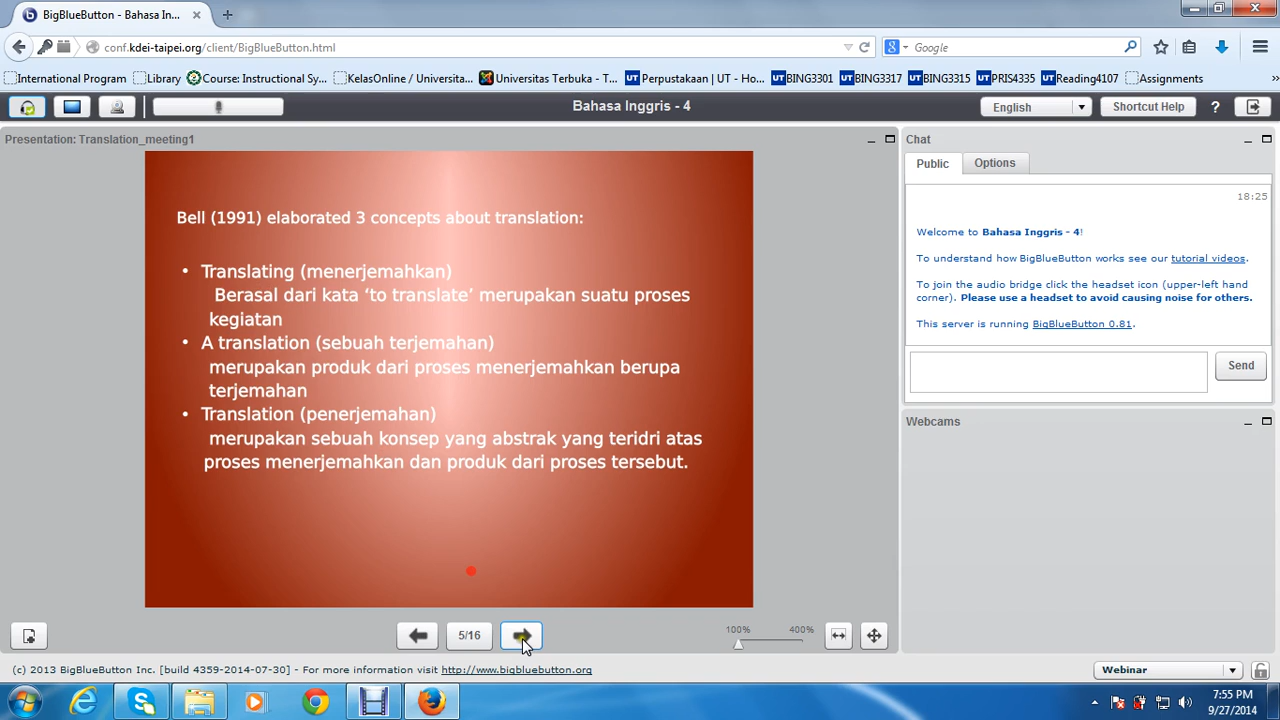 BigBlueButton - Bahasa In...
conf.kdei-taipei.org/client/BigBlueButton.html
Google
International Program
Library
Course: Instructional Sy...
KelasOnline / Universita...
Universitas Terbuka - T...
Perpustakaan | UT - Ho...
BING3301
BING3317
BING3315
PRIS4335
Reading4107
Assignments
Bahasa Inggris - 4
English
Shortcut Help
?
Presentation: Translation_meeting1
Bell (1991) elaborated 3 concepts about translation:
• Translating (menerjemahkan)
Berasal dari kata ‘to translate’ merupakan suatu proses
kegiatan
• A translation (sebuah terjemahan)
merupakan produk dari proses menerjemahkan berupa
terjemahan
• Translation (penerjemahan)
merupakan sebuah konsep yang abstrak yang teridri atas
proses menerjemahkan dan produk dari proses tersebut.
5/16
100%
400%
Chat
Public
Options
18:25
Welcome to Bahasa Inggris - 4!
To understand how BigBlueButton works see our tutorial videos.
To join the audio bridge click the headset icon (upper-left hand
corner). Please use a headset to avoid causing noise for others.
This server is running BigBlueButton 0.81.
Send
Webcams
(c) 2013 BigBlueButton Inc. [build 4359-2014-07-30] - For more information visit http://www.bigbluebutton.org
Webinar
7:55 PM
9/27/2014